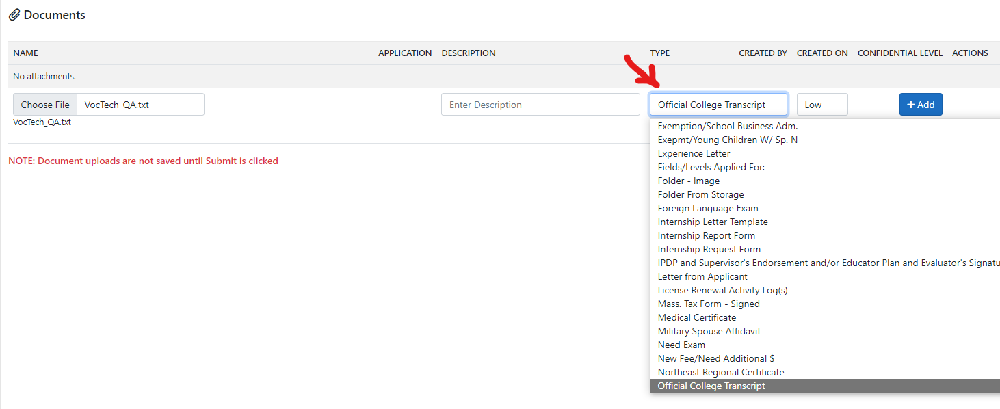 Documents
NAME APPLICATION DESCRIPTION TYPE CREATED BY CREATED ON CONFIDENTIAL LEVEL ACTIONS
No attachments.
Choose File VocTech_QA.txt Enter Description Official College Transcript Low + Add
VocTech_QA.txt
NOTE: Document uploads are not saved until Submit is clicked
Exemption/School Business Adm.
Exepmt/Young Children W/ Sp. N
Experience Letter
Fields/Levels Applied For:
Folder - Image
Folder From Storage
Foreign Language Exam
Internship Letter Template
Internship Report Form
Internship Request Form
IPDP and Supervisor's Endorsement and/or Educator Plan and Evaluator's Signatu
Letter from Applicant
License Renewal Activity Log(s)
Mass. Tax Form - Signed
Medical Certificate
Military Spouse Affidavit
Need Exam
New Fee/Need Additional $
Northeast Regional Certificate
Official College Transcript